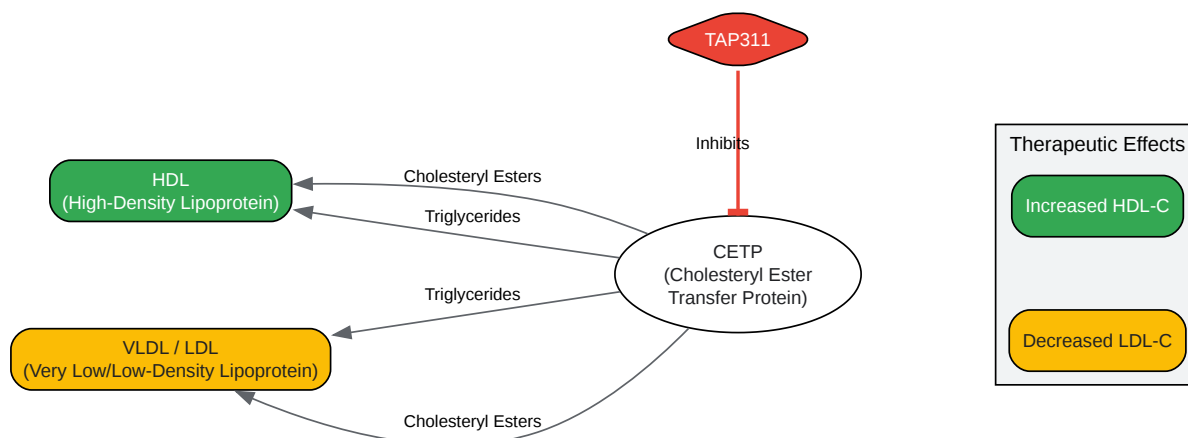 TAP311
Inhibits
Therapeutic Effects
HDL
(High-Density Lipoprotein)
Cholesteryl Esters
Increased HDL-C
Triglycerides
CETP
(Cholesteryl Ester
Transfer Protein)
Triglycerides
VLDL / LDL
(Very Low/Low-Density Lipoprotein)
Decreased LDL-C
Cholesteryl Esters